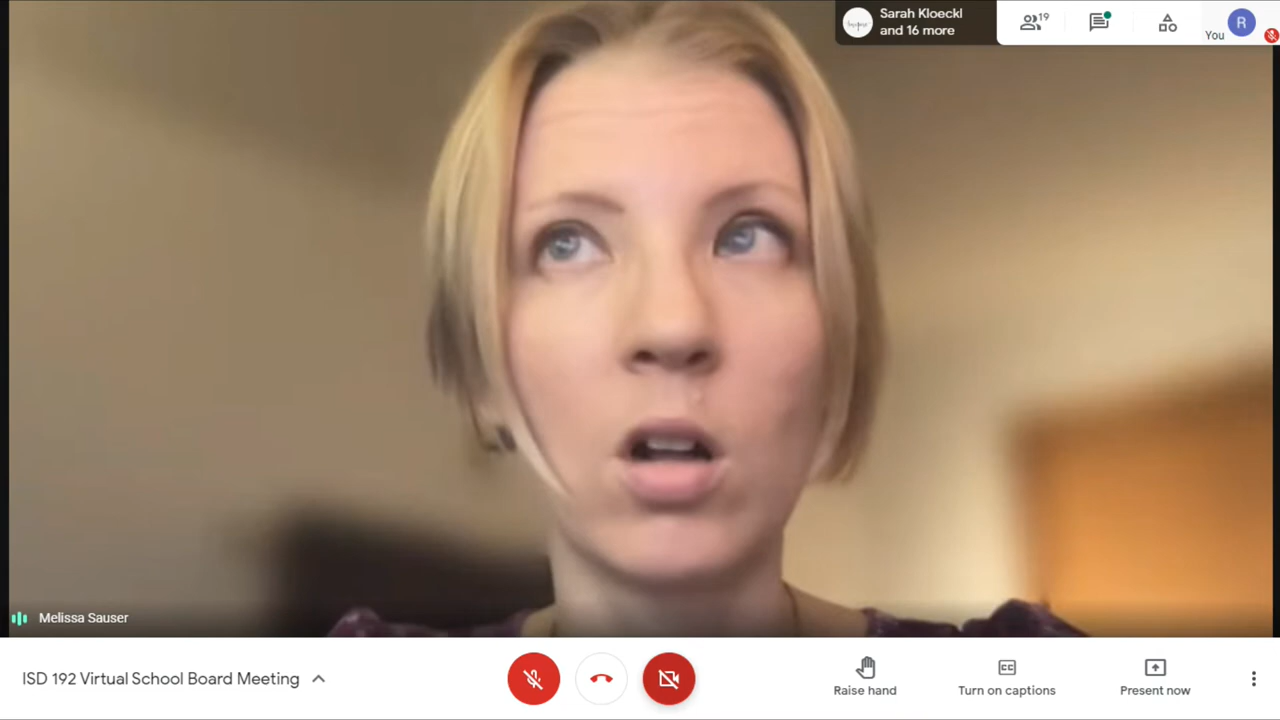 Sarah Kloeckl
and 16 more
19
You
R
Melissa Sauser
ISD 192 Virtual School Board Meeting
Raise hand
CC
Turn on captions
Present now